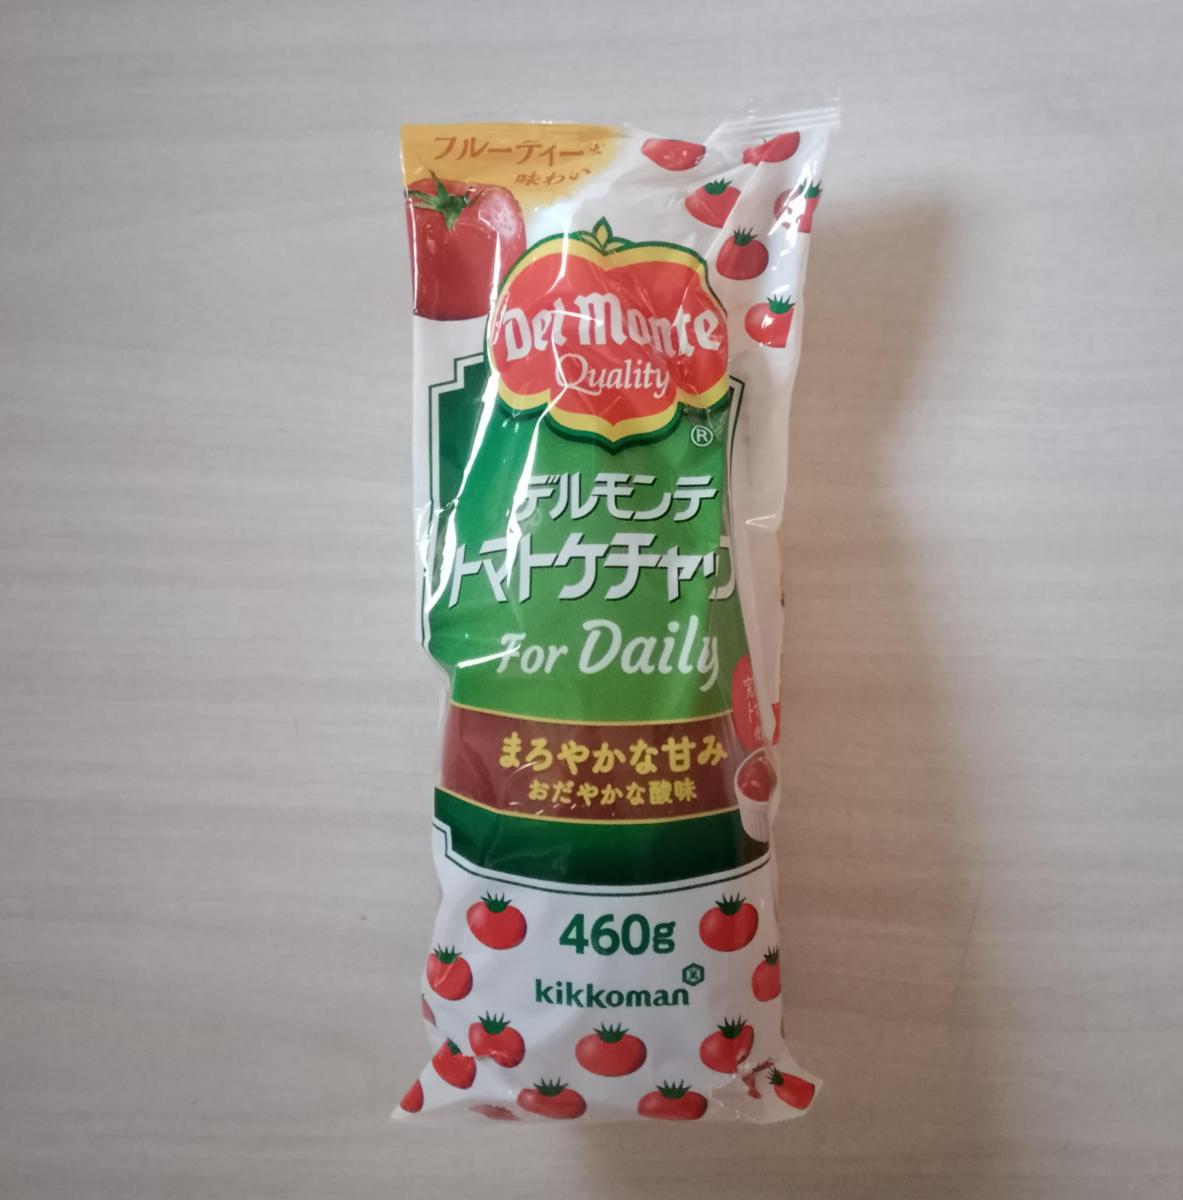 フルーティーな
味わい
Del Monte
Quality
®
デルモンテ
トマトケチャップ
For Daily
まろやかな甘み
おだやかな酸味
460g
kikkoman